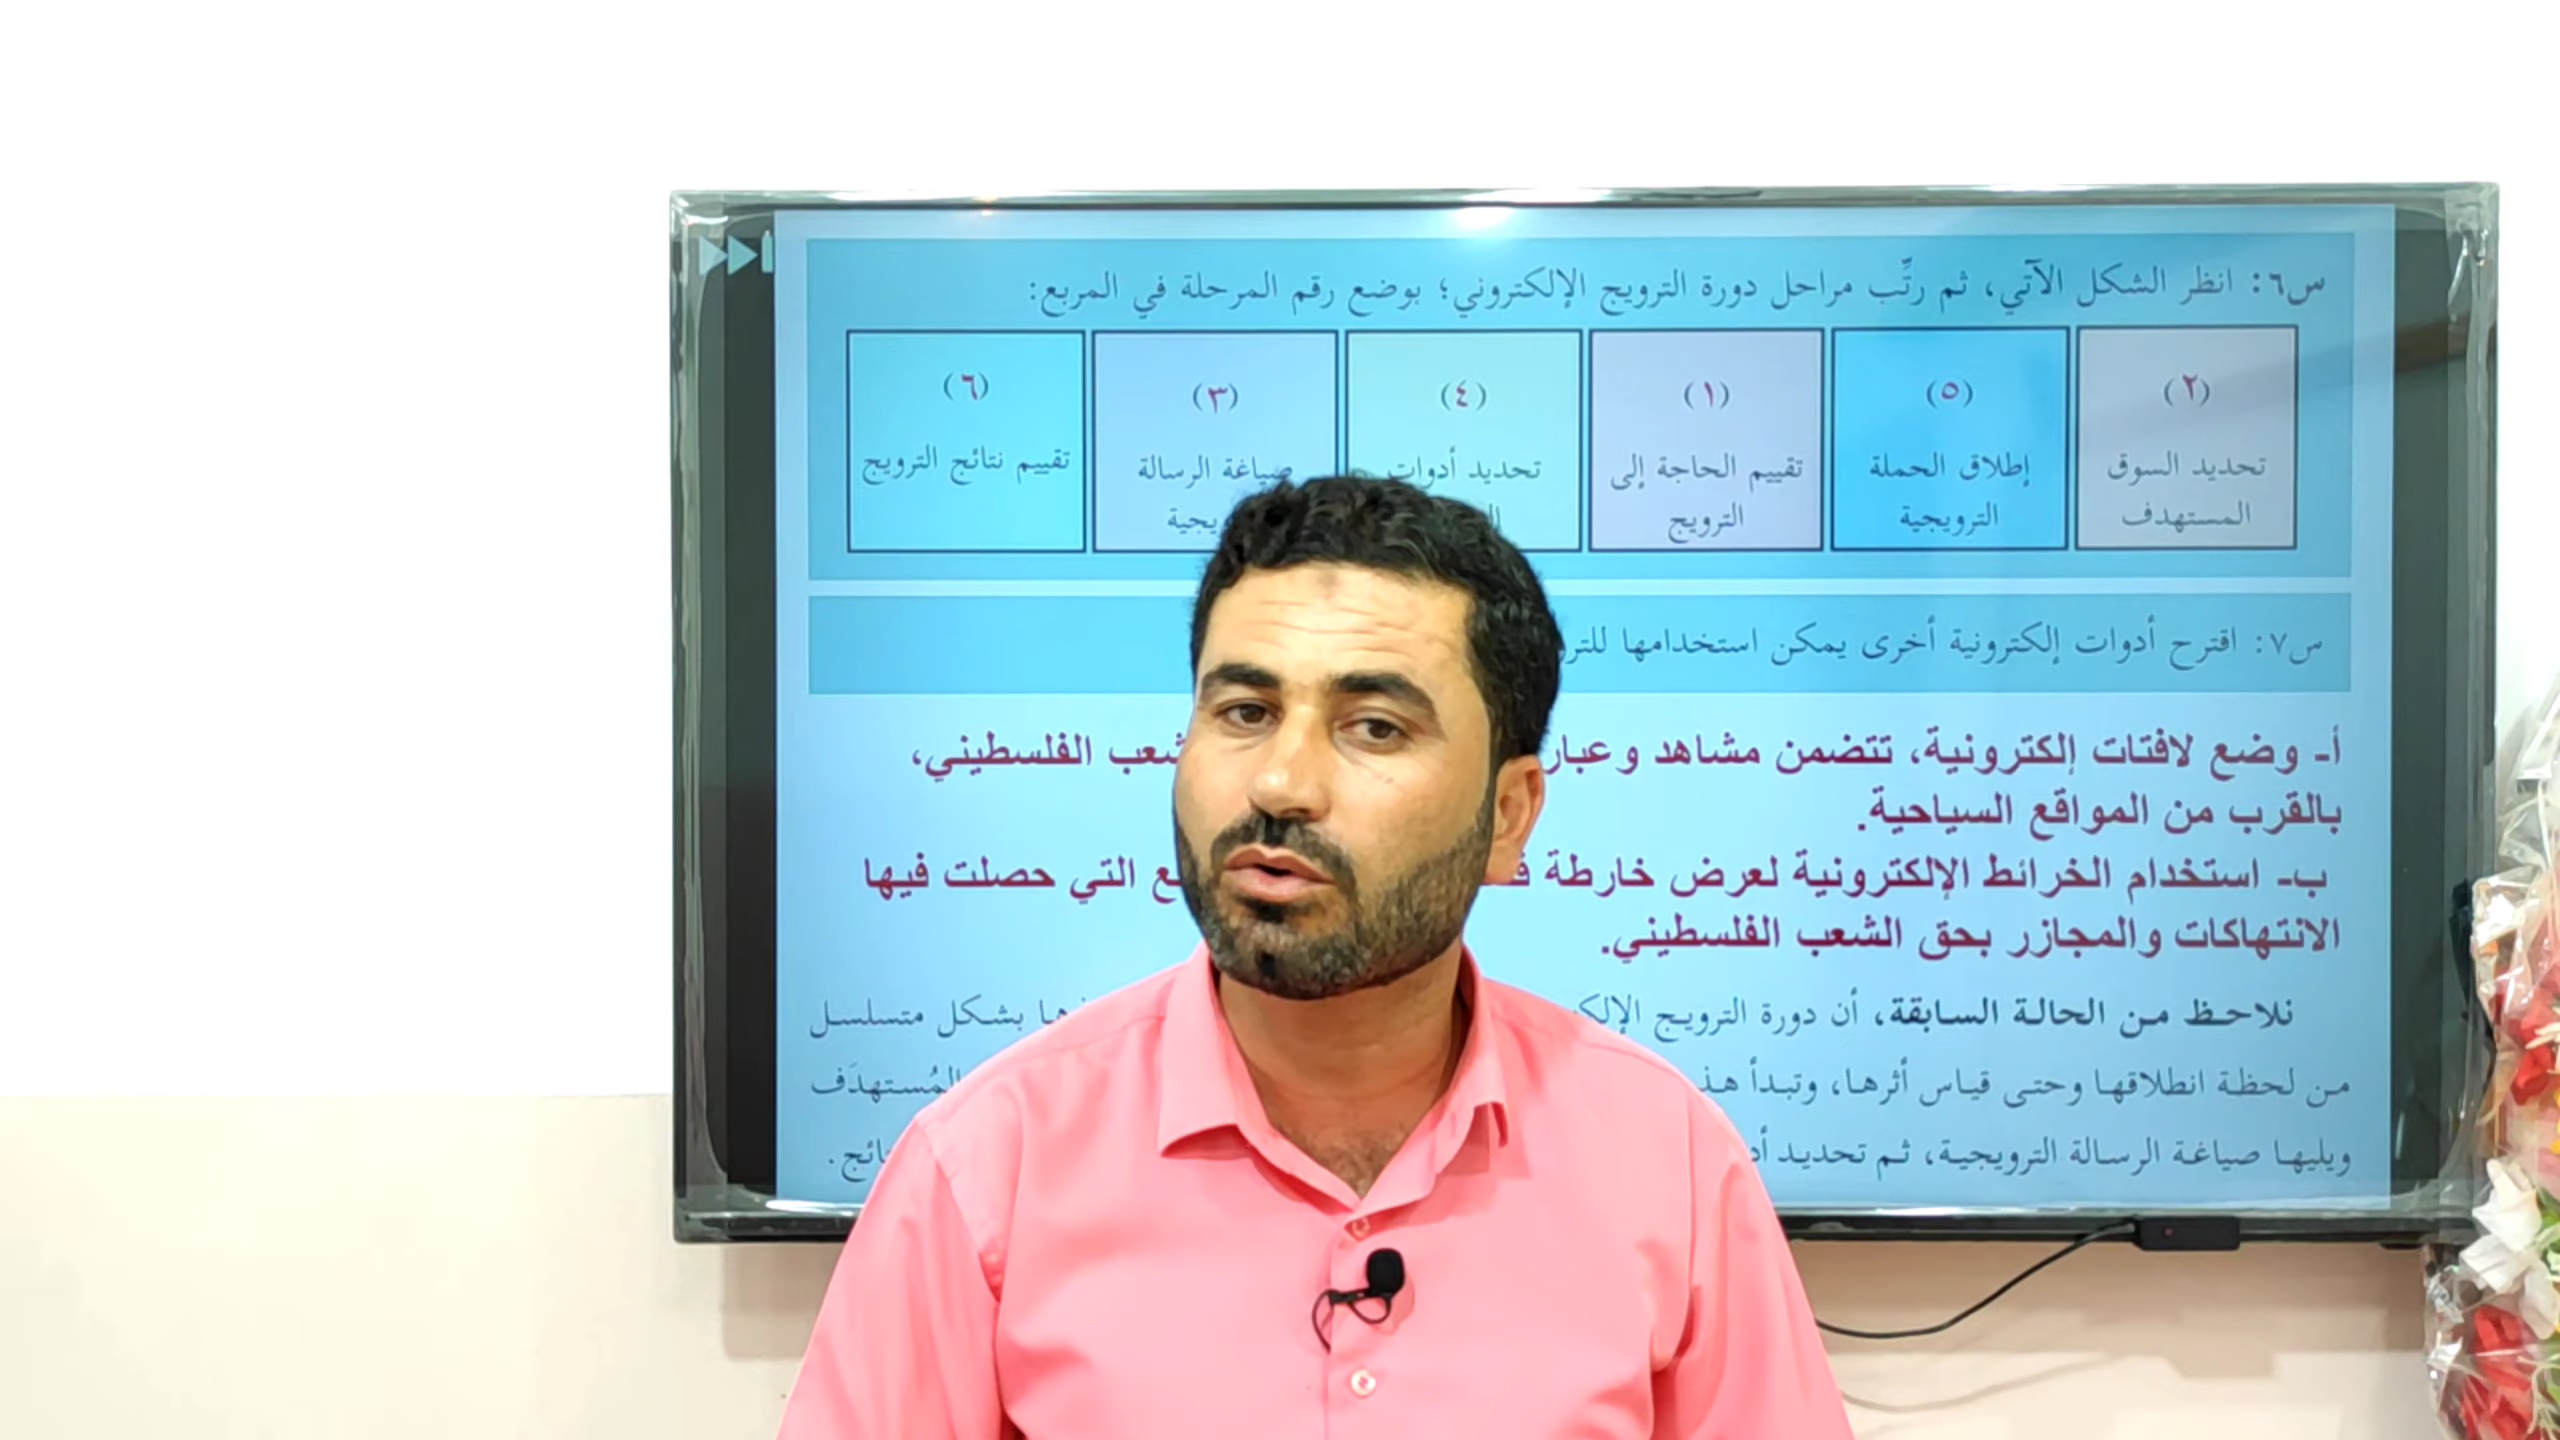 س٦: انظر الشكل الآتي، ثم رتِّب مراحل دورة الترويج الإلكتروني؛ بوضع رقم المرحلة في المربع:
(٢)
تحديد السوق
المستهدف
(٥)
إطلاق الحملة
الترويجية
(١)
تقييم الحاجة إلى
الترويج
(٤)
تحديد أدوات
(٣)
صياغة الرسالة
(٦)
تقييم نتائج الترويج
س٧: اقترح أدوات إلكترونية أخرى يمكن استخدامها
أ- وضع لافتات إلكترونية، تتضمن مشاهد الفلسطيني،
بالقرب من المواقع السياحية.
ب- استخدام الخرائط الإلكترونية لعرض خارطة التي حصلت فيها
الانتهاكات والمجازر بحق الشعب الفلسطيني.
نلاحظ من الحالة السابقة، أن دورة الترويج بشكل متسلسل
من لحظة انطلاقها وحتى قياس أثرها، وتبدأ المُستهدَف
ويليها صياغة الرسالة الترويجية، ثم تحديد